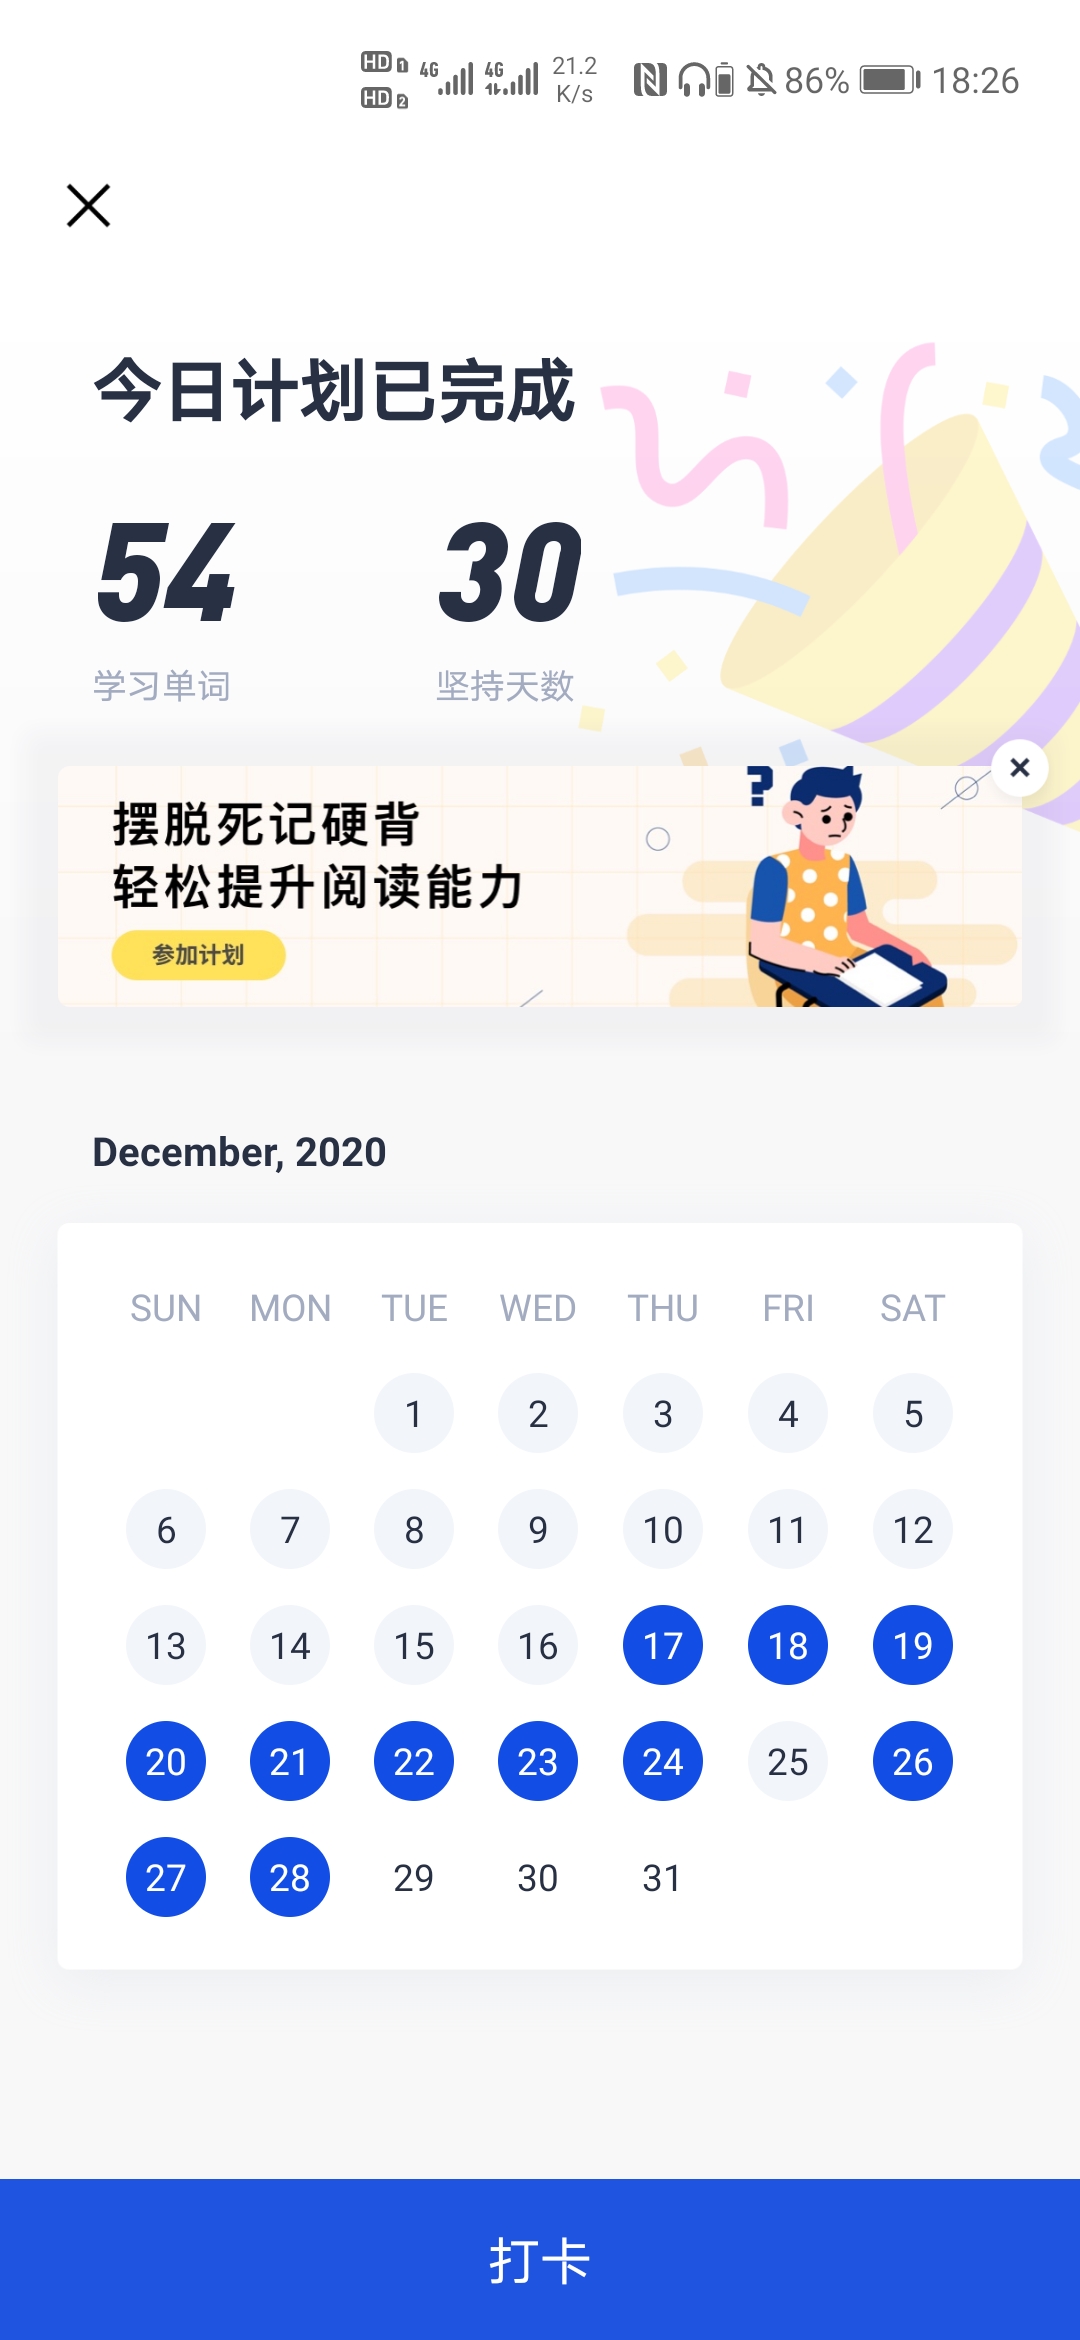 HD 1 4G 4G 21.2 K/s 86% 18:26
HD 2
今日计划已完成
54 30
学习单词 坚持天数
?
摆脱死记硬背
轻松提升阅读能力
参加计划
December, 2020
SUN MON TUE WED THU FRI SAT
1 2 3 4 5
6 7 8 9 10 11 12
13 14 15 16 17 18 19
20 21 22 23 24 25 26
27 28 29 30 31
打卡